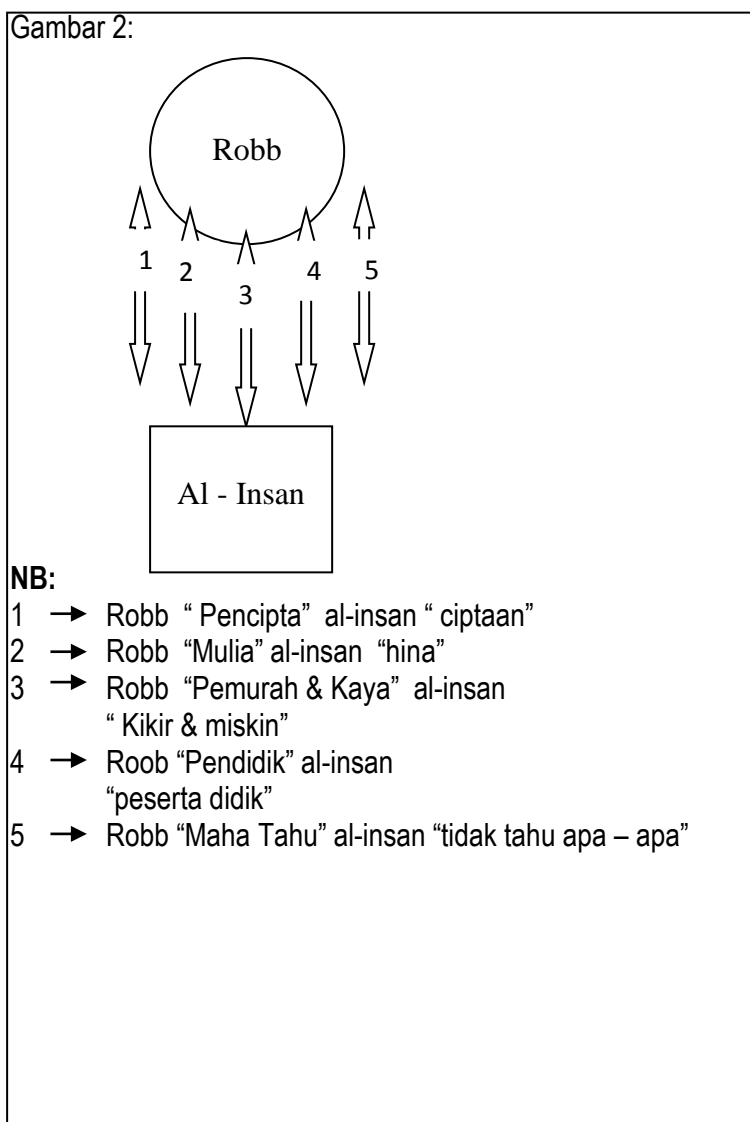 Gambar 2:
Robb
1 2 3 4 5
Al - Insan
NB:
1 → Robb “ Pencipta” al-insan “ ciptaan”
2 → Robb “Mulia” al-insan “hina”
3 → Robb “Pemurah & Kaya” al-insan
“ Kikir & miskin”
4 → Roob “Pendidik” al-insan
“peserta didik”
5 → Robb “Maha Tahu” al-insan “tidak tahu apa – apa”